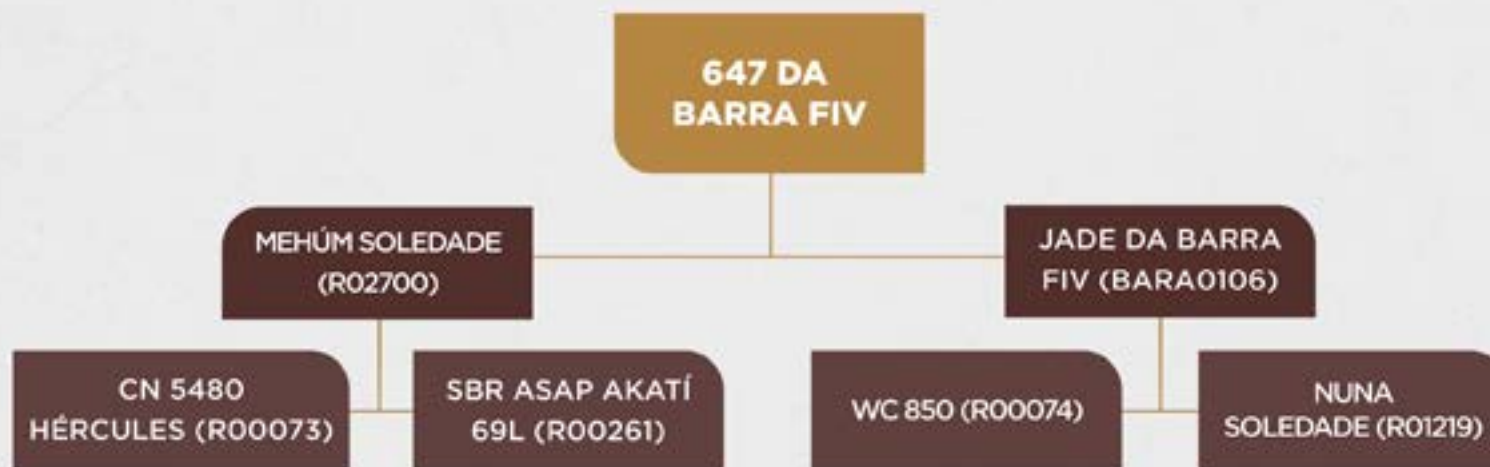 647 DA
BARRA FIV
MEHÚM SOLEDADE
(R02700)
JADE DA BARRA
FIV (BARA0106)
CN 5480
HÉRCULES (R00073)
SBR ASAP AKATÍ
69L (R00261)
WC 850 (R00074)
NUNA
SOLEDADE (R01219)